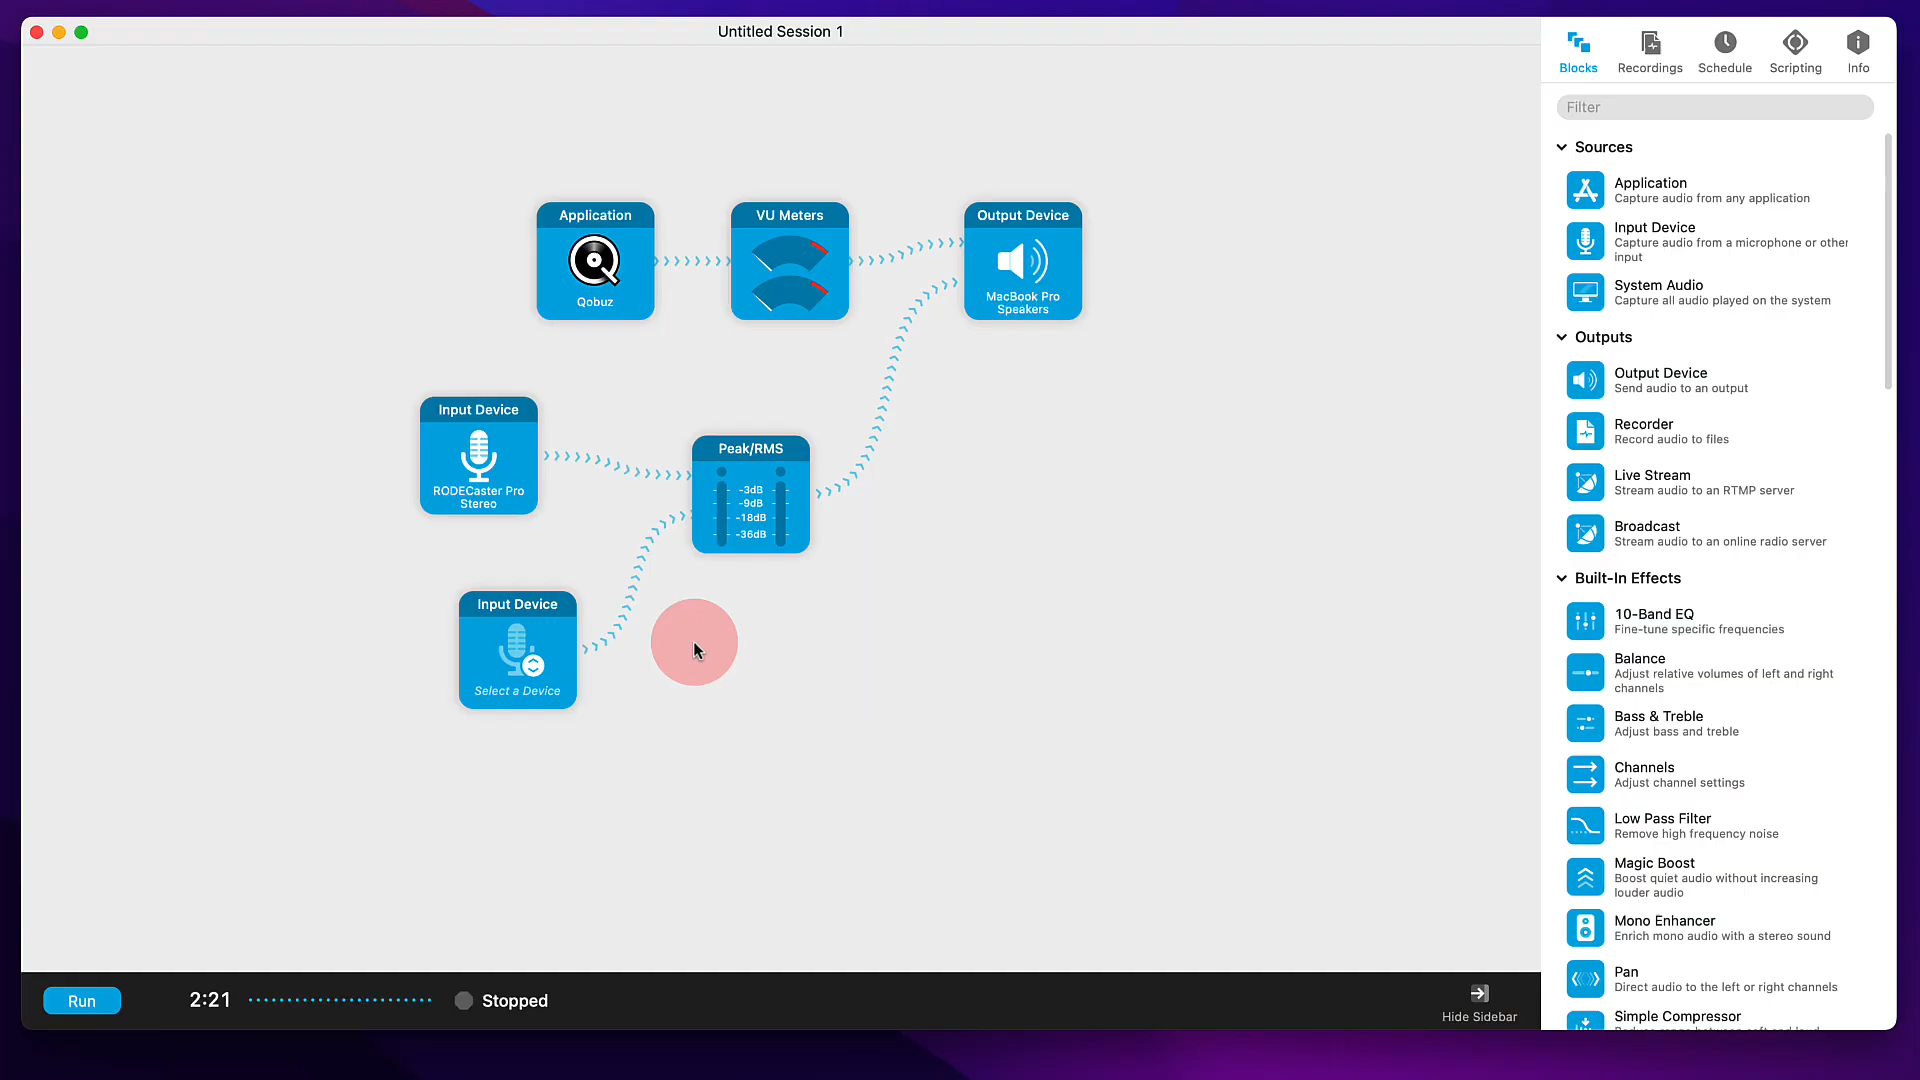 Untitled Session 1
Blocks
Recordings
Schedule
Scripting
Info
Filter
Sources
Application
Capture audio from any application
Input Device
Capture audio from a microphone or other
input
System Audio
Capture all audio played on the system
Outputs
Output Device
Send audio to an output
Recorder
Record audio to files
Live Stream
Stream audio to an RTMP server
Broadcast
Stream audio to an online radio server
Built-In Effects
10-Band EQ
Fine-tune specific frequencies
Balance
Adjust relative volumes of left and right
channels
Bass & Treble
Adjust bass and treble
Channels
Adjust channel settings
Low Pass Filter
Remove high frequency noise
Magic Boost
Boost quiet audio without increasing
louder audio
Mono Enhancer
Enrich mono audio with a stereo sound
Pan
Direct audio to the left or right channels
Simple Compressor
Application
Qobuz
VU Meters
Output Device
MacBook Pro
Speakers
Input Device
RODECaster Pro
Stereo
Peak/RMS
-3dB
-9dB
-18dB
-36dB
Input Device
Select a Device
Run
2:21
Stopped
Hide Sidebar